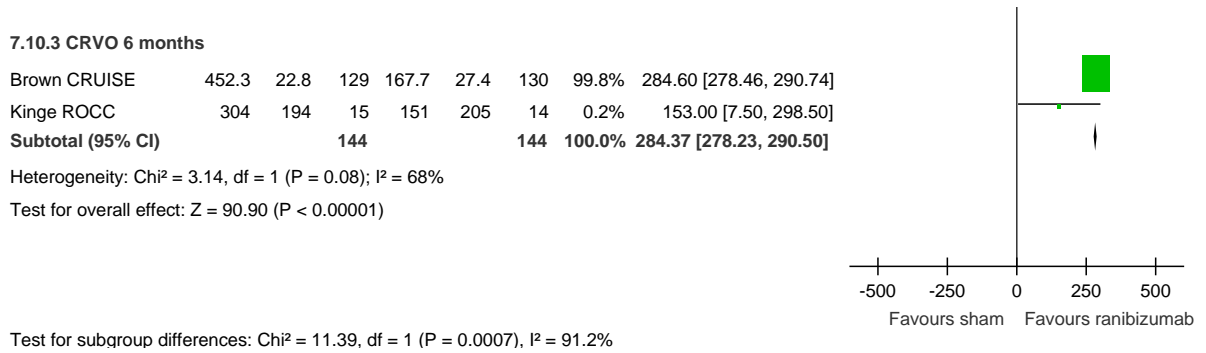 7.10.3 CRVO 6 months
Brown CRUISE 452.3 22.8 129 167.7 27.4 130 99.8% 284.60 [278.46, 290.74]
Kinge ROCC 304 194 15 151 205 14 0.2% 153.00 [7.50, 298.50]
Subtotal (95% CI) 144 144 100.0% 284.37 [278.23, 290.50]
Heterogeneity: Chi² = 3.14, df = 1 (P = 0.08); I² = 68%
Test for overall effect: Z = 90.90 (P < 0.00001)
-500 -250 0 250 500
Favours sham Favours ranibizumab
Test for subgroup differences: Chi² = 11.39, df = 1 (P = 0.0007), I² = 91.2%